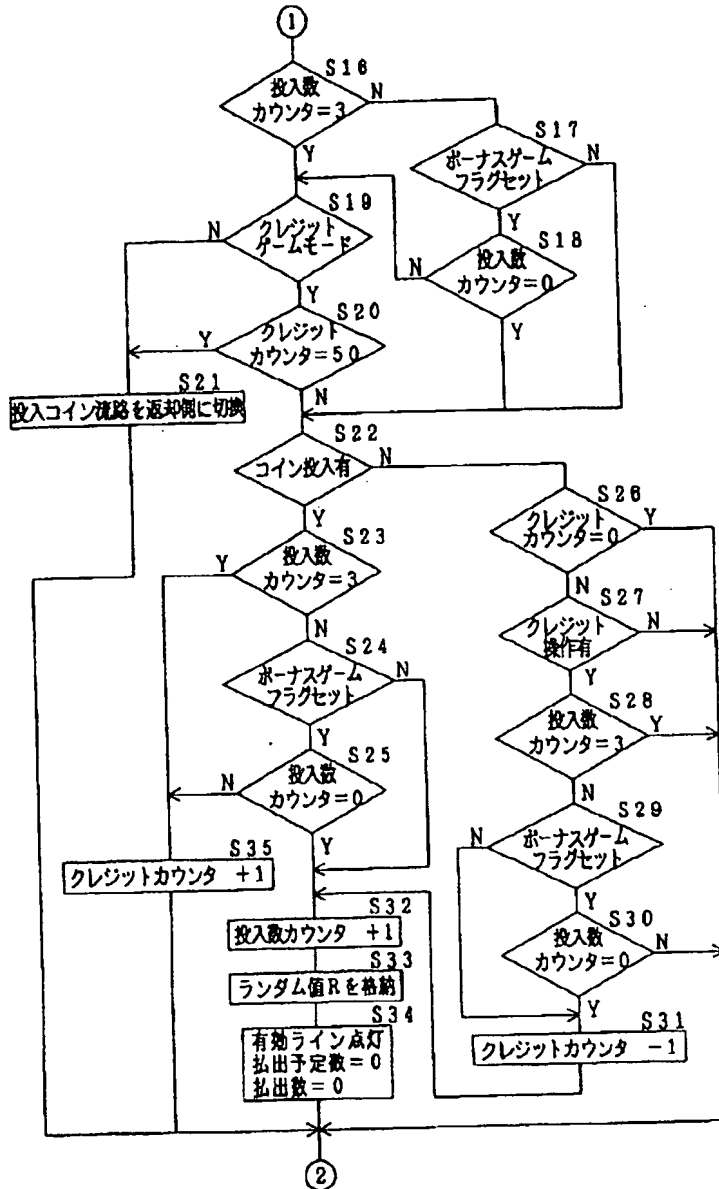 1
S16
投入数
カウンタ=3
N
Y
S17
ボーナスゲーム
フラグセット
N
Y
S18
投入数
カウンタ=0
N
Y
S19
クレジット
ゲームモード
N
Y
S20
クレジット
カウンタ=50
Y
N
S21
投入コイン流路を返却側に切換
S22
コイン投入有
N
Y
S23
投入数
カウンタ=3
Y
N
S24
ボーナスゲーム
フラグセット
N
Y
S25
投入数
カウンタ=0
N
Y
S26
クレジット
カウンタ=0
Y
N
S27
クレジット
操作有
N
Y
S28
投入数
カウンタ=3
Y
N
S29
ボーナスゲーム
フラグセット
N
Y
S30
投入数
カウンタ=0
N
Y
S31
クレジットカウンタ -1
S35
クレジットカウンタ +1
S32
投入数カウンタ +1
S33
ランダム値Rを格納
S34
有効ライン点灯
払出予定数=0
払出数=0
2